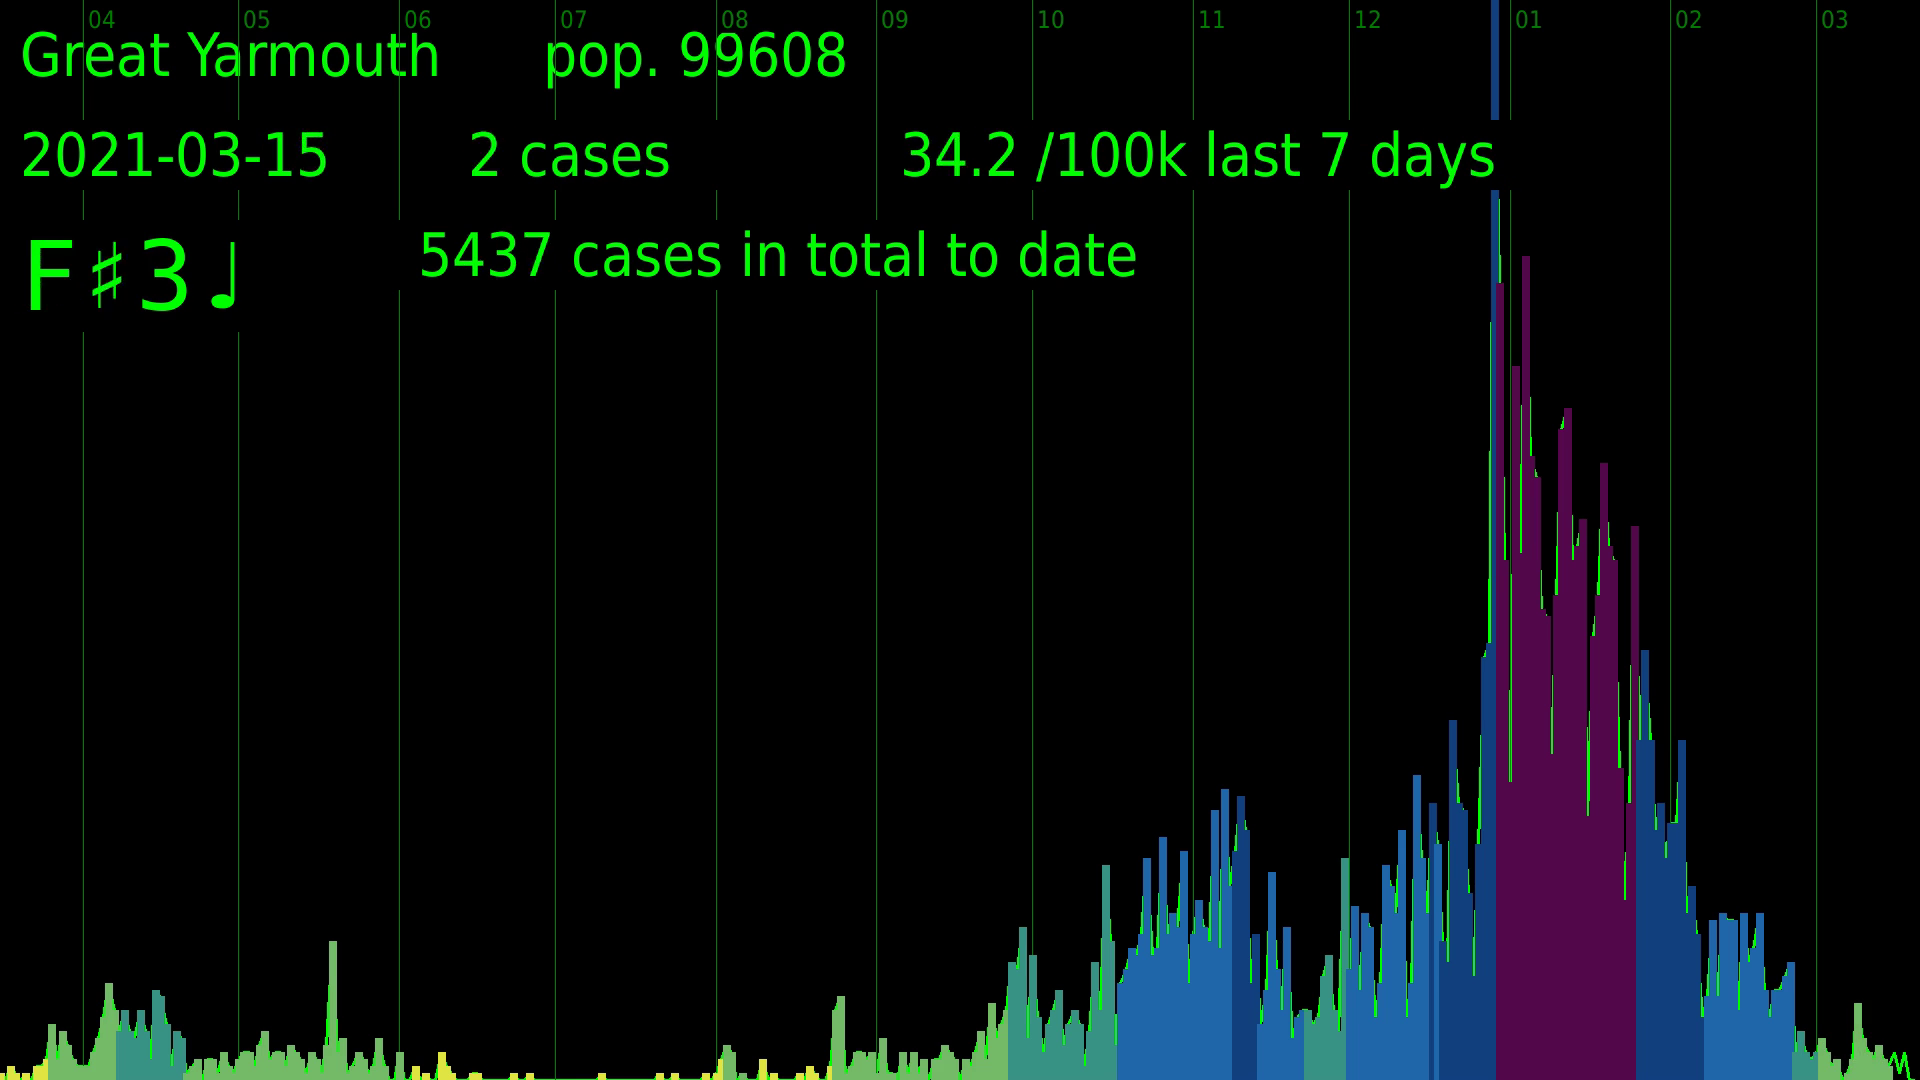 04 05 06 07 08 09 10 11 12 01 02 03
Great Yarmouth pop. 99608
2021-03-15 2 cases 34.2 /100k last 7 days
F♯3♩ 5437 cases in total to date